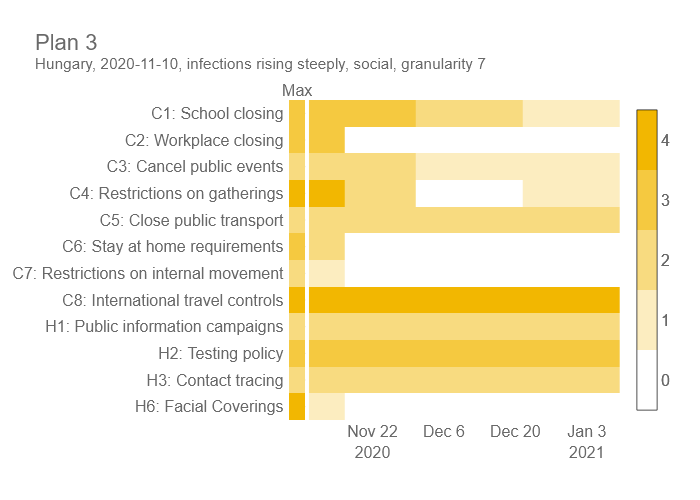 Plan 3
Hungary, 2020-11-10, infections rising steeply, social, granularity 7
Max
C1: School closing
C2: Workplace closing
C3: Cancel public events
C4: Restrictions on gatherings
C5: Close public transport
C6: Stay at home requirements
C7: Restrictions on internal movement
C8: International travel controls
H1: Public information campaigns
H2: Testing policy
H3: Contact tracing
H6: Facial Coverings
4
3
2
1
0
Nov 22 Dec 6 Dec 20 Jan 3
2020 2021